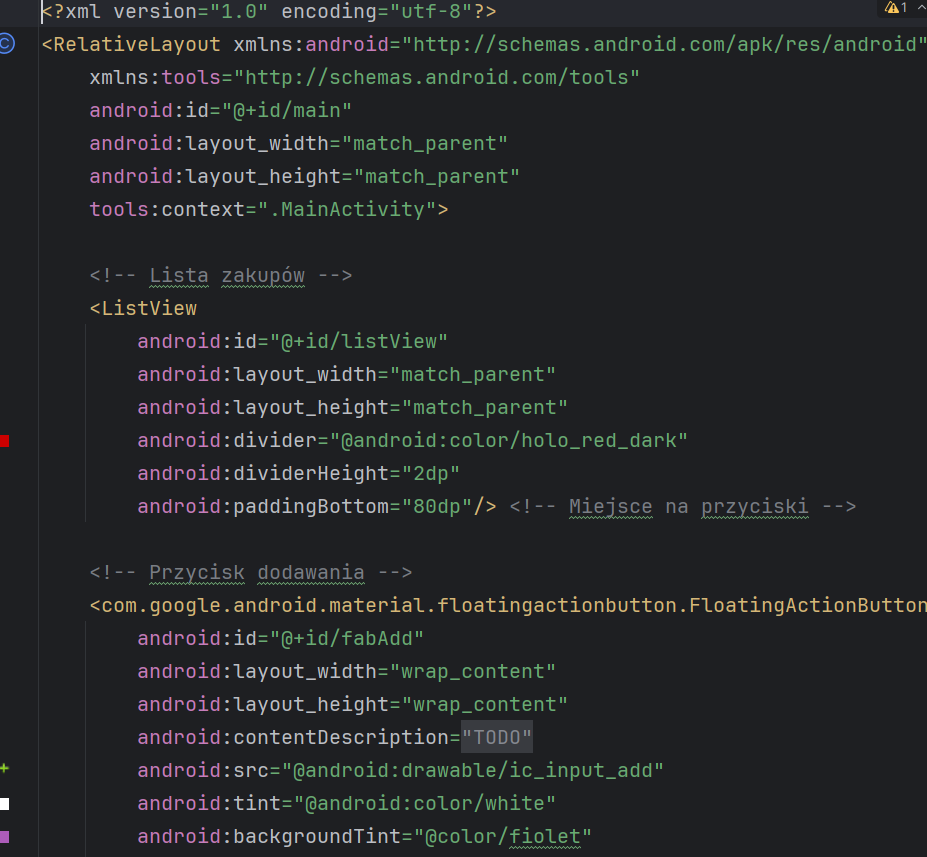 <?xml version="1.0" encoding="utf-8"?>
1
<RelativeLayout xmlns:android="http://schemas.android.com/apk/res/android"
xmlns:tools="http://schemas.android.com/tools"
android:id="@+id/main"
android:layout_width="match_parent"
android:layout_height="match_parent"
tools:context=".MainActivity">
<!-- Lista zakupów -->
<ListView
android:id="@+id/listView"
android:layout_width="match_parent"
android:layout_height="match_parent"
android:divider="@android:color/holo_red_dark"
android:dividerHeight="2dp"
android:paddingBottom="80dp"/> <!-- Miejsce na przyciski -->
<!-- Przycisk dodawania -->
<com.google.android.material.floatingactionbutton.FloatingActionButton
android:id="@+id/fabAdd"
android:layout_width="wrap_content"
android:layout_height="wrap_content"
android:contentDescription="TODO"
android:src="@android:drawable/ic_input_add"
android:tint="@android:color/white"
android:backgroundTint="@color/fiolet"